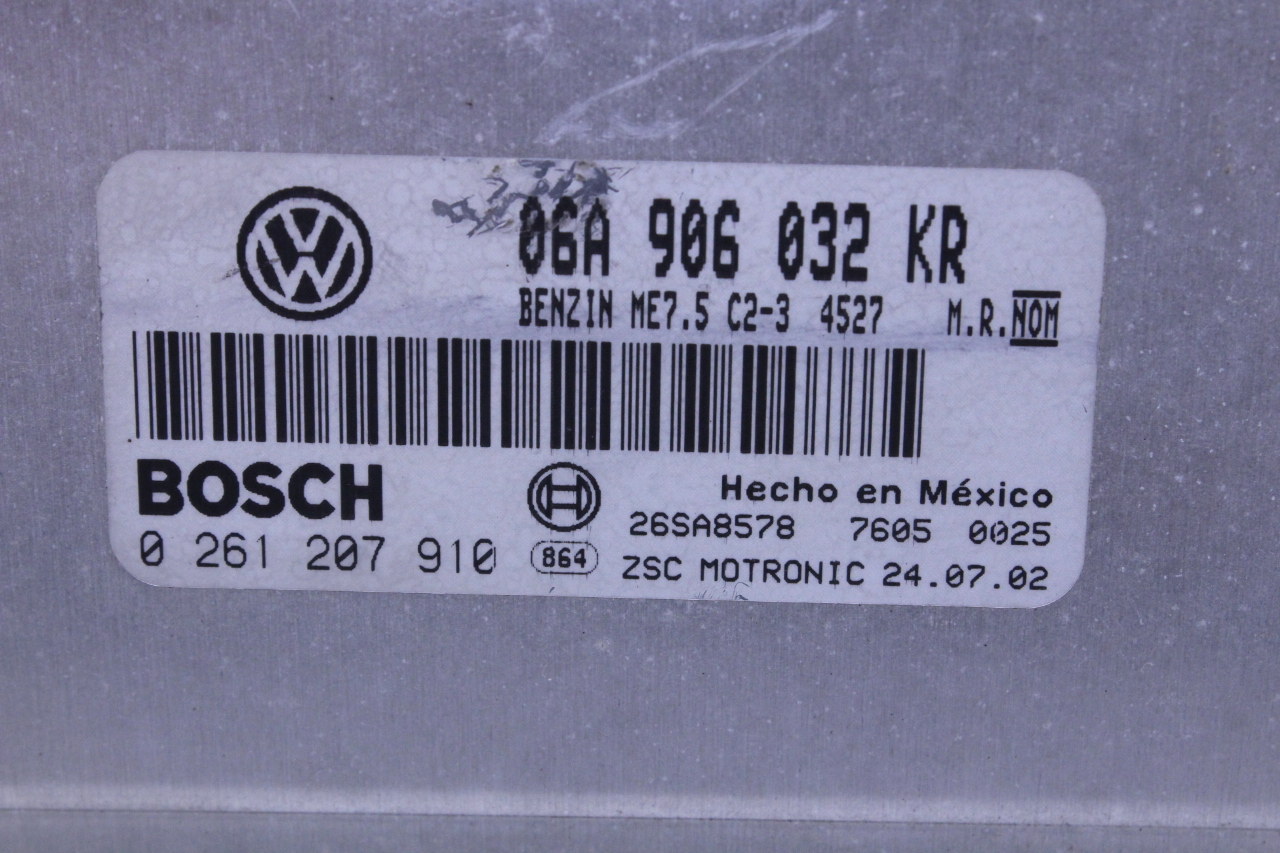 06A 906 032 KR
BENZIN ME7.5 C2-3 4527 M.R.NOM
BOSCH
Hecho en México
26SA8578 7605 0025
0 261 207 910
864
ZSC MOTRONIC 24.07.02